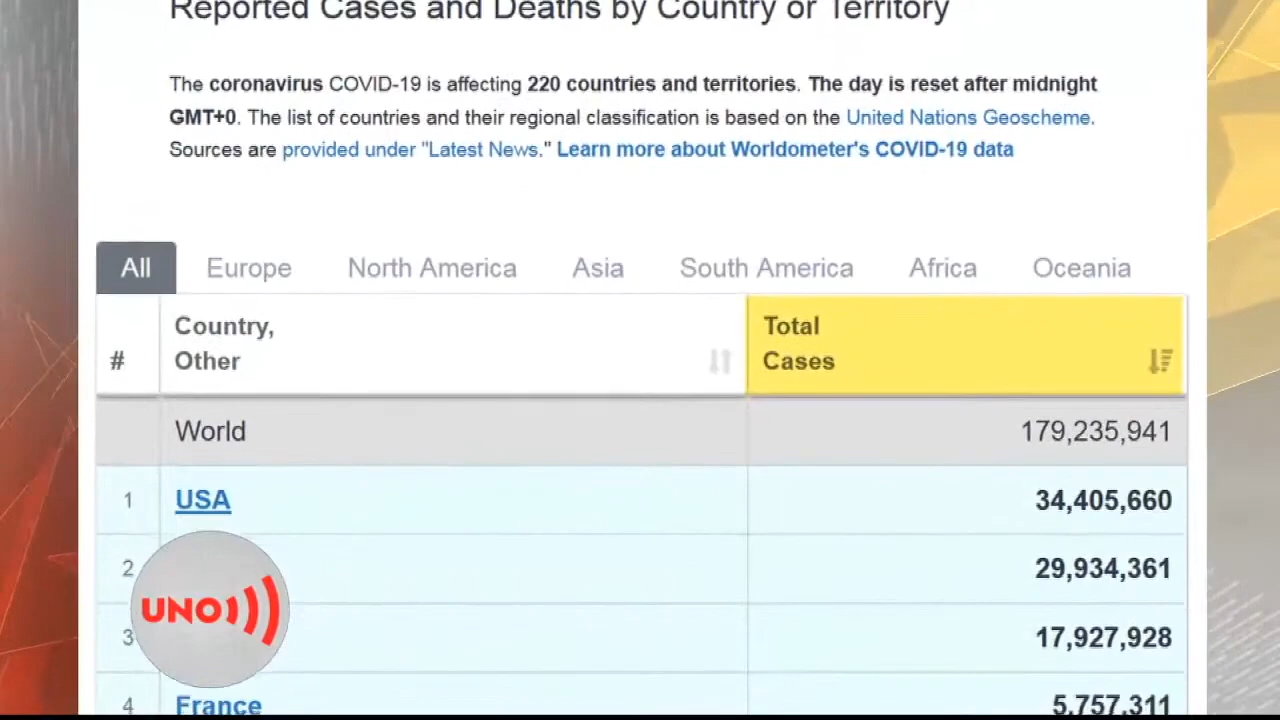 Reported Cases and Deaths by Country or Territory
The coronavirus COVID-19 is affecting 220 countries and territories. The day is reset after midnight
GMT+0. The list of countries and their regional classification is based on the United Nations Geoscheme.
Sources are provided under "Latest News." Learn more about Worldometer's COVID-19 data
All Europe North America Asia South America Africa Oceania
# Country, Other Total Cases
World 179,235,941
1 USA 34,405,660
2 29,934,361
UNO
3 17,927,928
4 France 5,757,311